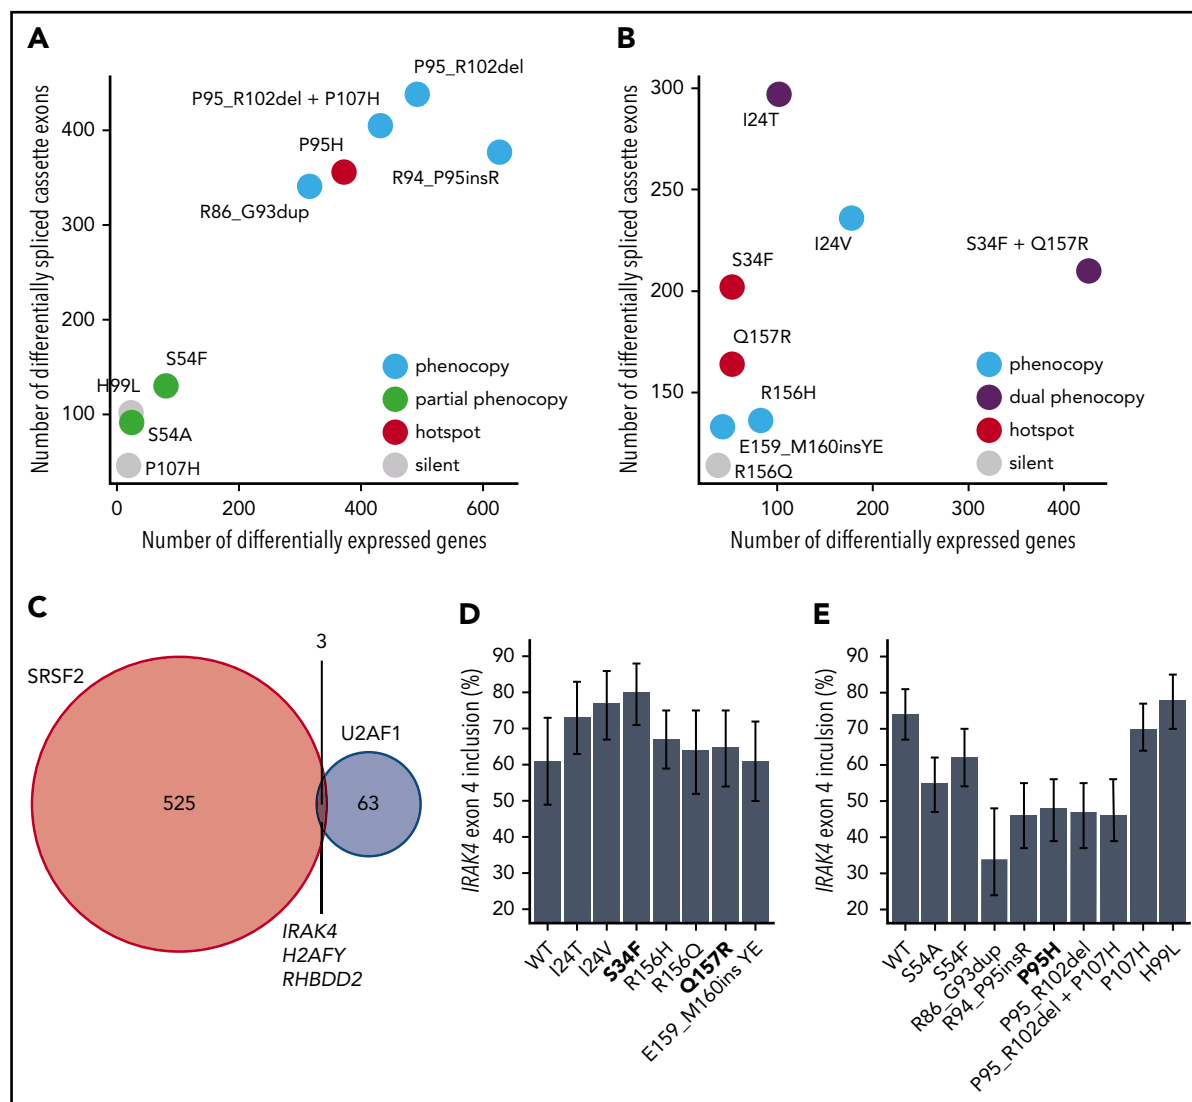 A
Number of differentially spliced cassette exons
400
300
200
100
0
200
400
600
Number of differentially expressed genes
P95_R102del
P95_R102del + P107H
P95H
R94_P95insR
R86_G93dup
S54F
H99L
S54A
P107H
phenocopy
partial phenocopy
hotspot
silent
B
Number of differentially spliced cassette exons
300
250
200
150
100
200
300
400
Number of differentially expressed genes
I24T
I24V
S34F + Q157R
S34F
Q157R
R156H
E159_M160insYE
R156Q
phenocopy
dual phenocopy
hotspot
silent
C
SRSF2
3
U2AF1
525
63
IRAK4
H2AFY
RHBDD2
D
IRAK4 exon 4 inclusion (%)
90
80
70
60
50
40
30
20
WT
I24T
I24V
S34F
R156H
R156Q
Q157R
E159_M160ins YE
E
IRAK4 exon 4 inculsion (%)
90
80
70
60
50
40
30
20
WT
S54A
S54F
R86_G93dup
R94_P95insR
P95H
P95_R102del
P95_R102del + P107H
P107H
H99L